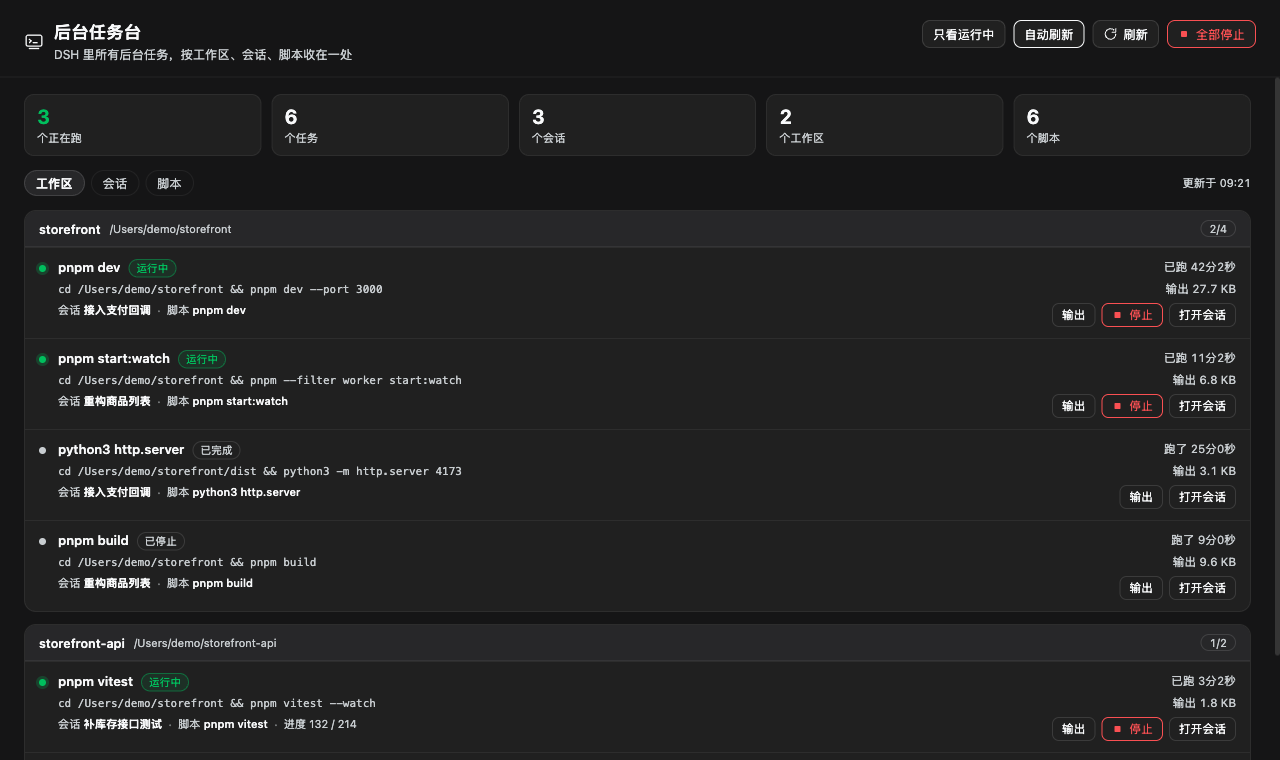 后台任务台
DSH 里所有后台任务，按工作区、会话、脚本收在一处
只看运行中
自动刷新
刷新
全部停止
3
个正在跑
6
个任务
3
个会话
2
个工作区
6
个脚本
工作区
会话
脚本
更新于 09:21
storefront /Users/demo/storefront
2/4
pnpm dev 运行中
已跑 42分2秒
cd /Users/demo/storefront && pnpm dev --port 3000
输出 27.7 KB
会话 接入支付回调 · 脚本 pnpm dev
输出
停止
打开会话
pnpm start:watch 运行中
已跑 11分2秒
cd /Users/demo/storefront && pnpm --filter worker start:watch
输出 6.8 KB
会话 重构商品列表 · 脚本 pnpm start:watch
输出
停止
打开会话
python3 http.server 已完成
跑了 25分0秒
cd /Users/demo/storefront/dist && python3 -m http.server 4173
输出 3.1 KB
会话 接入支付回调 · 脚本 python3 http.server
输出
打开会话
pnpm build 已停止
跑了 9分0秒
cd /Users/demo/storefront && pnpm build
输出 9.6 KB
会话 重构商品列表 · 脚本 pnpm build
输出
打开会话
storefront-api /Users/demo/storefront-api
1/2
pnpm vitest 运行中
已跑 3分2秒
cd /Users/demo/storefront-api && pnpm vitest --watch
输出 1.8 KB
会话 补库存接口测试 · 脚本 pnpm vitest · 进度 132 / 214
输出
停止
打开会话